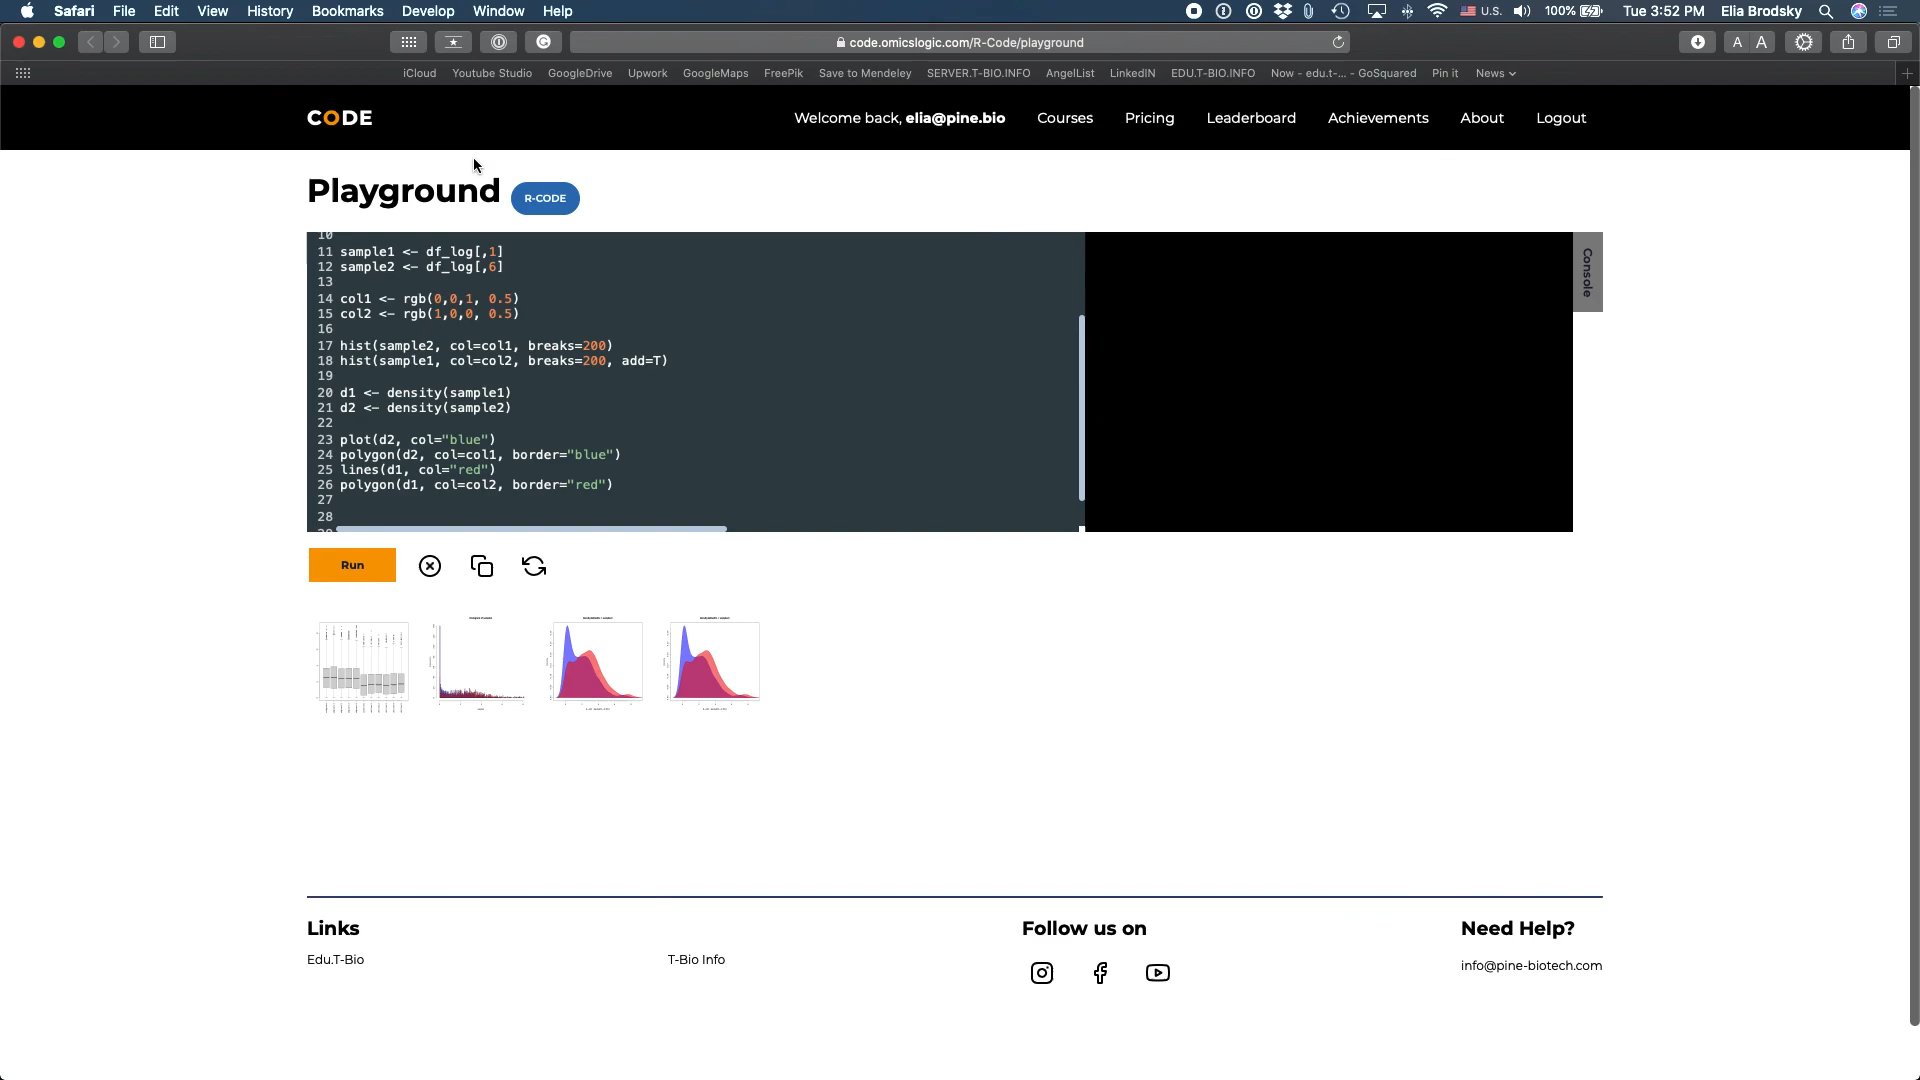 Safari File Edit View History Bookmarks Develop Window Help U.S. 100% Tue 3:52 PM Elia Brodsky
code.omicslogic.com/R-Code/playground A A
iCloud Youtube Studio GoogleDrive Upwork GoogleMaps FreePik Save to Mendeley SERVER.T-BIO.INFO AngelList LinkedIN EDU.T-BIO.INFO Now - edu.t-... - GoSquared Pin it News
CODE Welcome back, elia@pine.bio Courses Pricing Leaderboard Achievements About Logout
Playground R-CODE
10
11 sample1 <- df_log[,1]
12 sample2 <- df_log[,6]
13
14 col1 <- rgb(0,0,1, 0.5)
15 col2 <- rgb(1,0,0, 0.5)
16
17 hist(sample2, col=col1, breaks=200)
18 hist(sample1, col=col2, breaks=200, add=T)
19
20 d1 <- density(sample1)
21 d2 <- density(sample2)
22
23 plot(d2, col="blue")
24 polygon(d2, col=col1, border="blue")
25 lines(d1, col="red")
26 polygon(d1, col=col2, border="red")
27
28
Console
Run
Links
Edu.T-Bio
T-Bio Info
Follow us on
Need Help?
info@pine-biotech.com